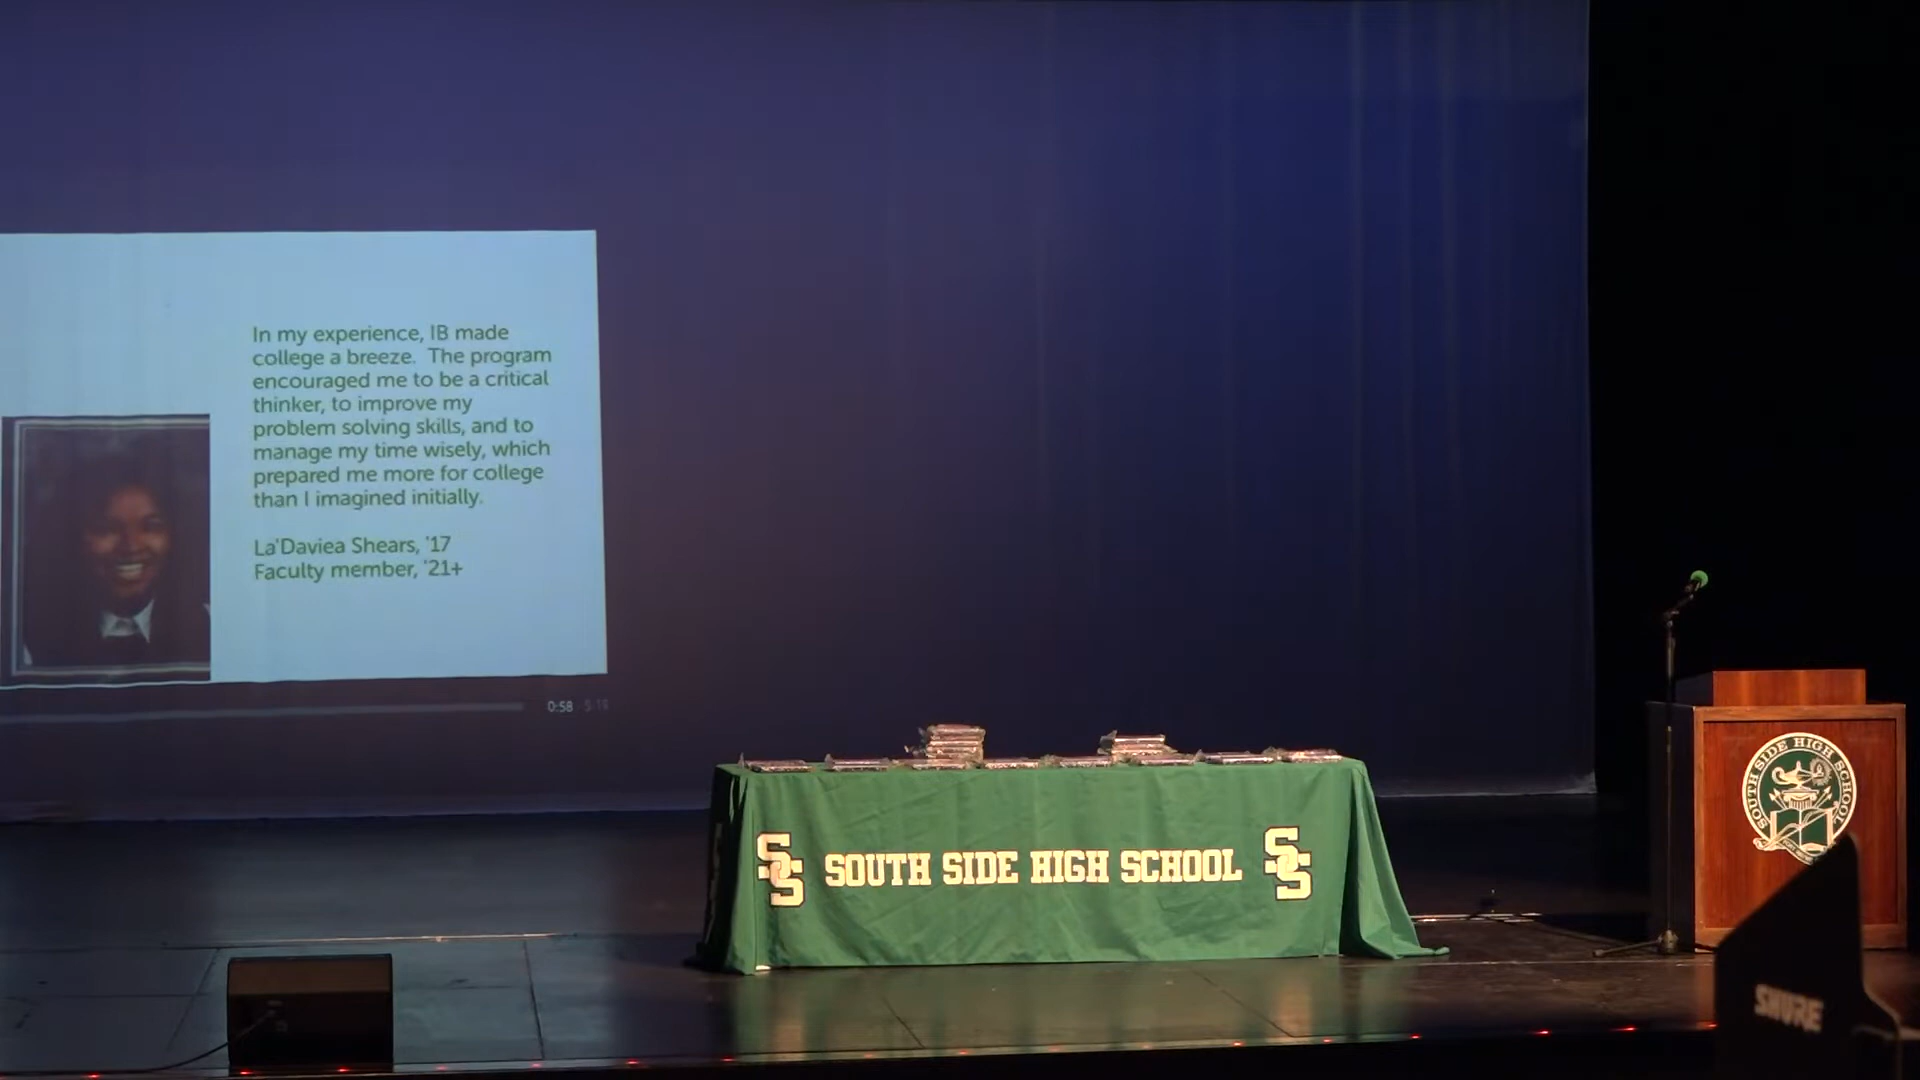 In my experience, IB made
college a breeze. The program
encouraged me to be a critical
thinker, to improve my
problem solving skills, and to
manage my time wisely, which
prepared me more for college
than I imagined initially.
La'Daviea Shears, '17
Faculty member, '21+
0:58
SS SOUTH SIDE HIGH SCHOOL SS
SOUTH SIDE HIGH SCHOOL
SHURE